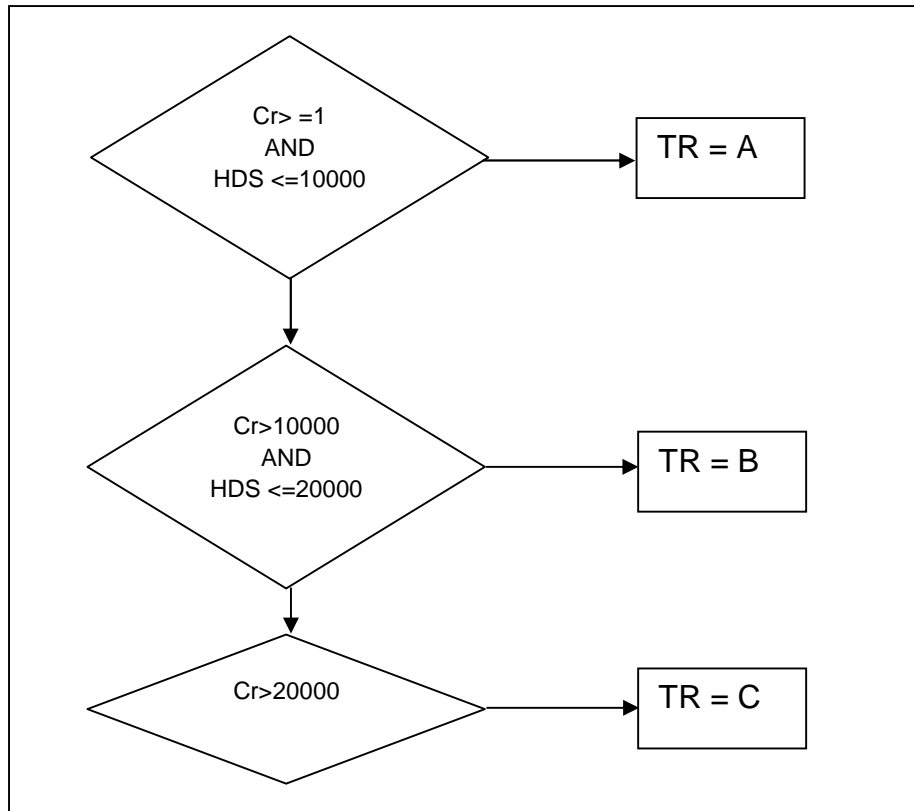 Cr> =1
AND
HDS <=10000
TR = A
Cr>10000
AND
HDS <=20000
TR = B
Cr>20000
TR = C